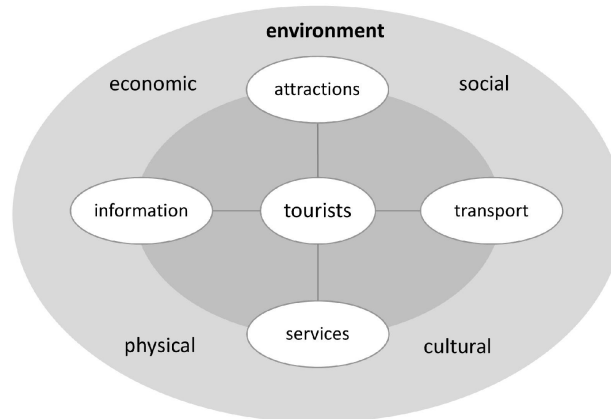 environment
economic
social
attractions
information
tourists
transport
services
physical
cultural